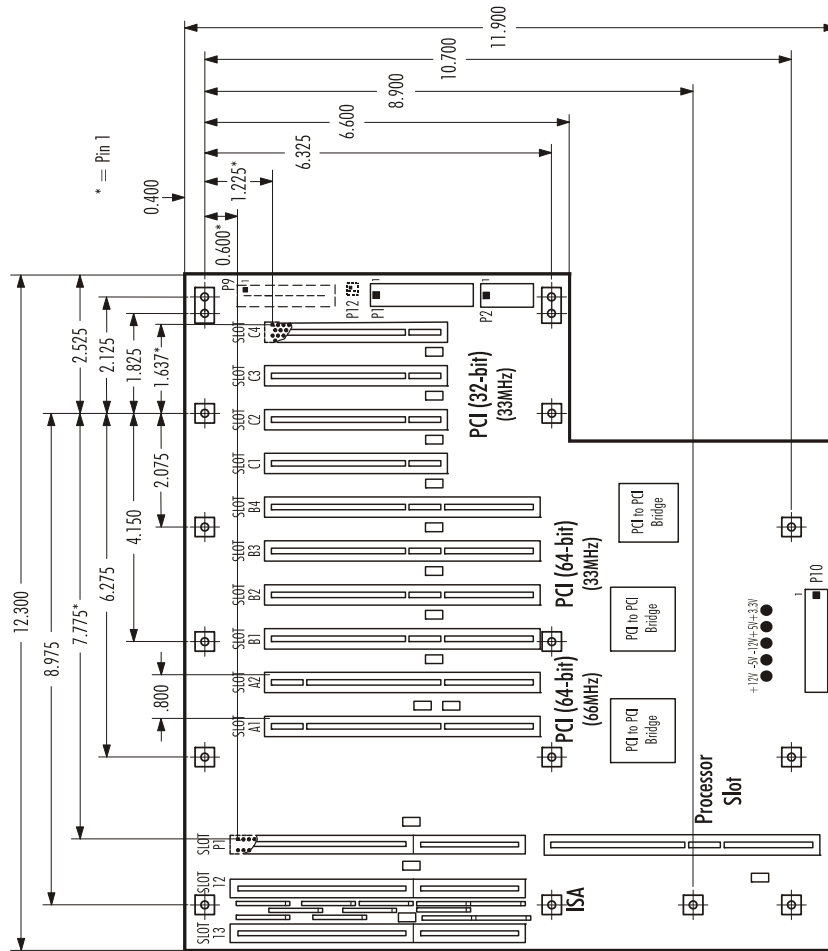 12.300
8.975
7.775*
6.275
4.150
2.075
.800
2.525
2.125
1.825
1.637*
* = Pin 1
0.400
0.600*
1.225*
6.325
6.600
8.900
10.700
11.900
SLOT 13
SLOT 12
SLOT P1
SLOT A1
SLOT A2
SLOT B1
SLOT B2
SLOT B3
SLOT B4
SLOT C1
SLOT C2
SLOT C3
SLOT C4
P9
1
P12
P1
1
P2
1
ISA
PCI (64-bit)
(66MHz)
PCI (64-bit)
(33MHz)
PCI (32-bit)
(33MHz)
PCI to PCI
Bridge
PCI to PCI
Bridge
PCI to PCI
Bridge
Processor
Slot
+12V -5V -12V +5V +3.3V
1
P10